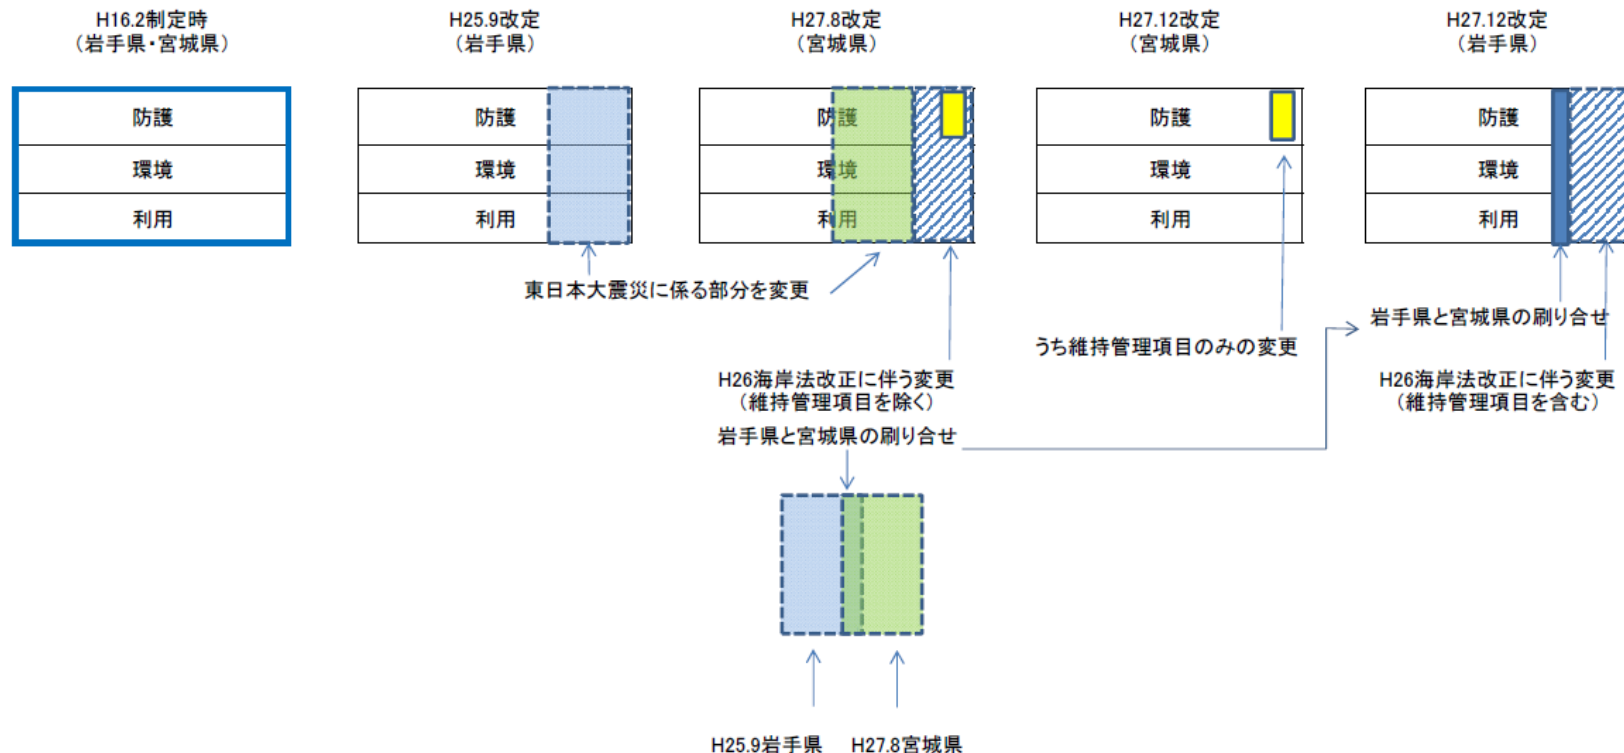 H16.2制定時
（岩手県・宮城県）
H25.9改定
（岩手県）
H27.8改定
（宮城県）
H27.12改定
（宮城県）
H27.12改定
（岩手県）
防護
環境
利用
防護
環境
利用
防護
環境
利用
防護
環境
利用
防護
環境
利用
東日本大震災に係る部分を変更
岩手県と宮城県の刷り合せ
うち維持管理項目のみの変更
H26海岸法改正に伴う変更
（維持管理項目を除く）
H26海岸法改正に伴う変更
（維持管理項目を含む）
岩手県と宮城県の刷り合せ
H25.9岩手県
H27.8宮城県